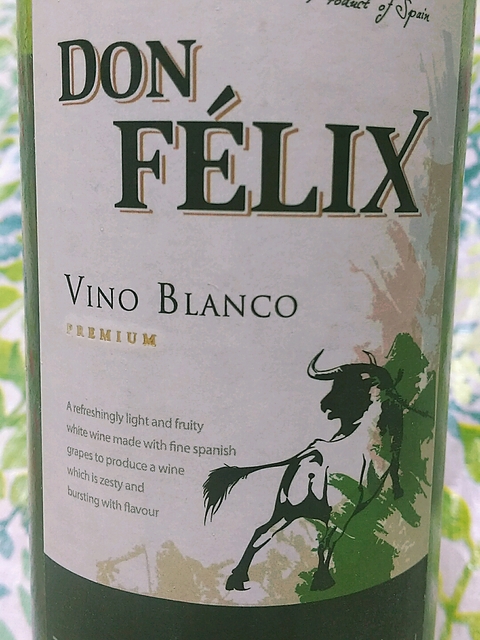 Product of Spain
DON
FÉLIX
VINO BLANCO
PREMIUM
A refreshingly light and fruity
white wine made with fine spanish
grapes to produce a wine
which is zesty and
bursting with flavour